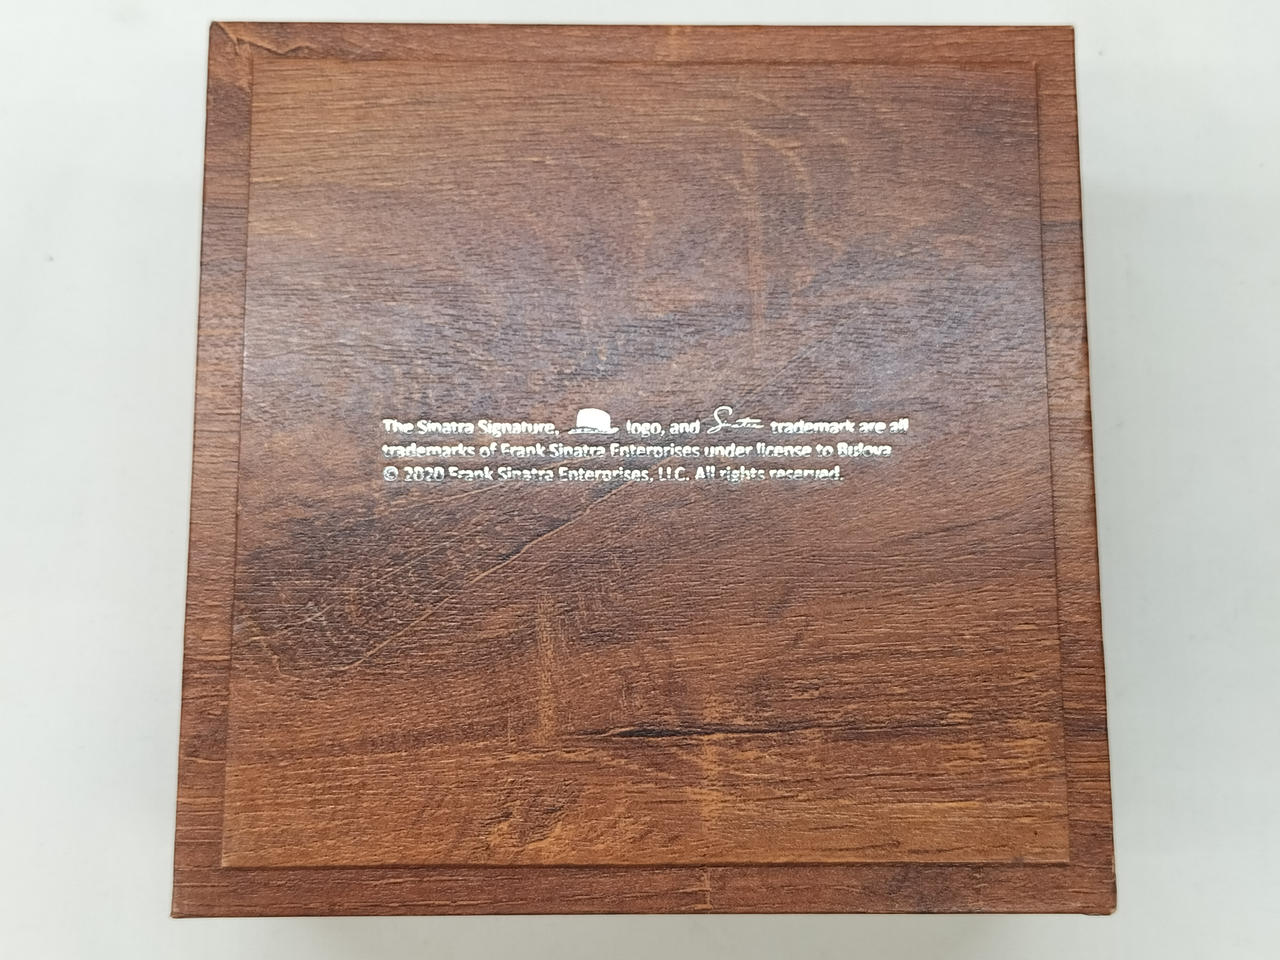 The Sinatra Signature, logo, and Sinatra trademark are all
trademarks of Frank Sinatra Enterprises under license to Bulova
© 2020 Frank Sinatra Enterprises, LLC. All rights reserved.